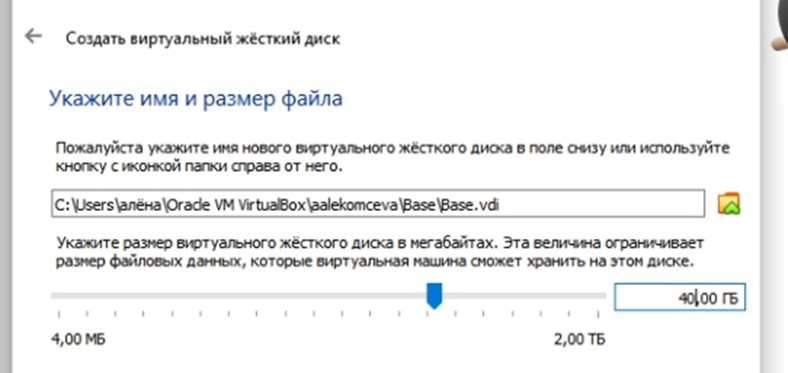 Создать виртуальный жёсткий диск
Укажите имя и размер файла
Пожалуйста укажите имя нового виртуального жёсткого диска в поле снизу или используйте
кнопку с иконкой папки справа от него.
C:\Users\алёна\Oracle VM VirtualBox\aalekomceva\Base\Base.vdi
Укажите размер виртуального жёсткого диска в мегабайтах. Эта величина ограничивает
размер файловых данных, которые виртуальная машина сможет хранить на этом диске.
40,00 ГБ
4,00 МБ 2,00 ТБ